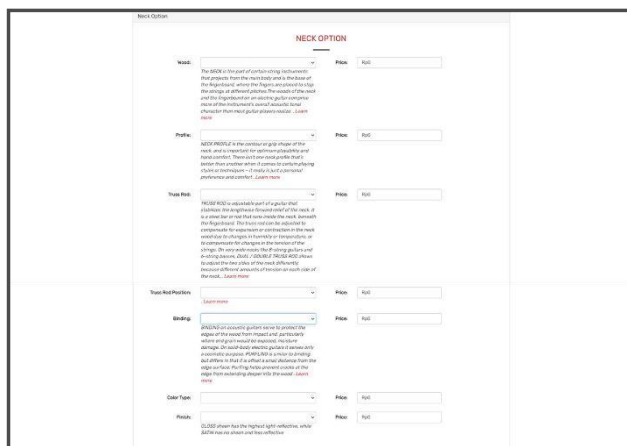 Neck Option
NECK OPTION
Wood: Price: Rp0
The NECK is the part of certain string instruments
that projects from the main body and is the base of
the fingerboard, where the fingers are placed to stop
the strings at different pitches. The woods of the neck
and the fingerboard on an electric guitar comprise
more of the instrument's overall acoustic tonal
character than most guitar players realize. ..Learn
more
Profile: Price: Rp0
NECK PROFILE is the contour or grip shape of the
neck, and is important for optimum playability and
hand comfort. There isn't one neck profile that is
better than another when it comes to certain playing
styles or techniques – it really is just a personal
preference and comfort ..Learn more
Truss Rod: Price: Rp0
TRUSS ROD is adjustable part of a guitar that
stabilizes the lengthwise forward relief of the neck. It
is a steel bar or rod that runs inside the neck, beneath
the fingerboard. The truss rod can be adjusted to
compensate for expansion or contraction in the neck
wood due to changes in humidity or temperature, or
to compensate for changes in the tension of the
strings. On very wide necks like 8-string guitars and
6-string basses, DUAL / DOUBLE TRUSS ROD allows
to adjust the two sides of the neck differently,
because different amounts of tension on each side of
the neck... Learn more
Truss Rod Position: Price: Rp0
. Learn more
Binding: Price: Rp0
BINDING on acoustic guitars serve to protect the
edges of the wood from impact and, particularly
where end grain would be exposed, moisture
damage. On solid-body electric guitars it serves only
a cosmetic purpose. PURFLING is similar to binding
but differs in that it is offset a small distance from the
edge surface. Purfling helps prevent cracks at the
edge from extending deeper into the wood ..Learn
more
Color Type: Price: Rp0
Finish: Price: Rp0
GLOSS sheen has the highest light-reflective, while
SATIN has no sheen and less reflective